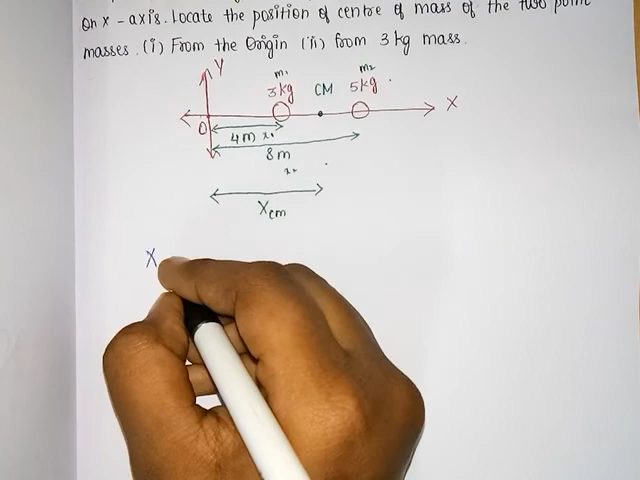 on x-axis. Locate the position of centre of mass of the two point
masses. (i) From the Origin (ii) from 3 kg mass.
Y
m1 m2
3kg CM 5kg
X
O
4m x1
8m
x2
Xcm
X